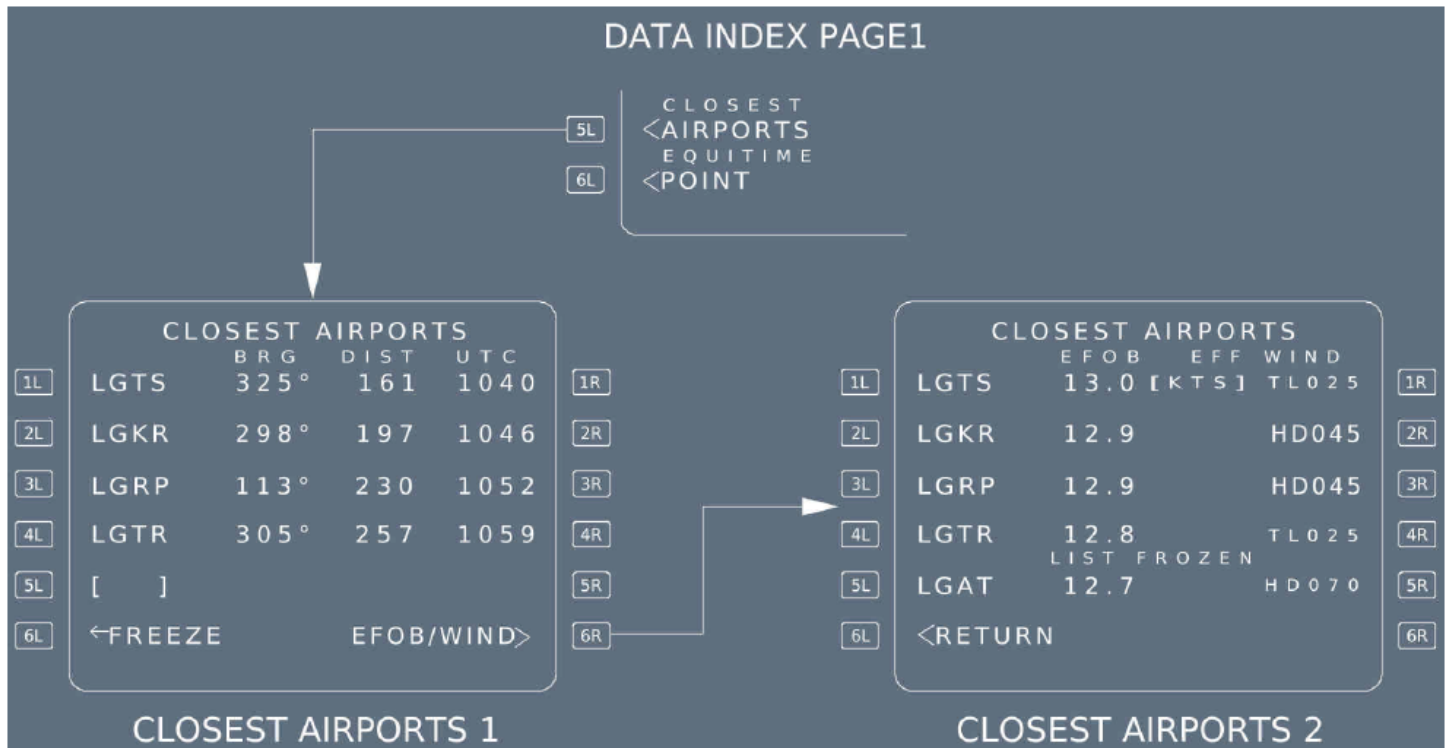 DATA INDEX PAGE1
CLOSEST
5L <AIRPORTS
EQUITIME
6L <POINT
CLOSEST AIRPORTS
BRG DIST UTC
1L LGTS 325° 161 1040 1R
2L LGKR 298° 197 1046 2R
3L LGRP 113° 230 1052 3R
4L LGTR 305° 257 1059 4R
5L [ ] 5R
6L ←FREEZE EFOB/WIND> 6R
CLOSEST AIRPORTS 1
CLOSEST AIRPORTS
EFOB EFF WIND
1L LGTS 13.0 [KTS] TL025 1R
2L LGKR 12.9 HD045 2R
3L LGRP 12.9 HD045 3R
4L LGTR 12.8 TL025 4R
LIST FROZEN
5L LGAT 12.7 HD070 5R
6L <RETURN 6R
CLOSEST AIRPORTS 2